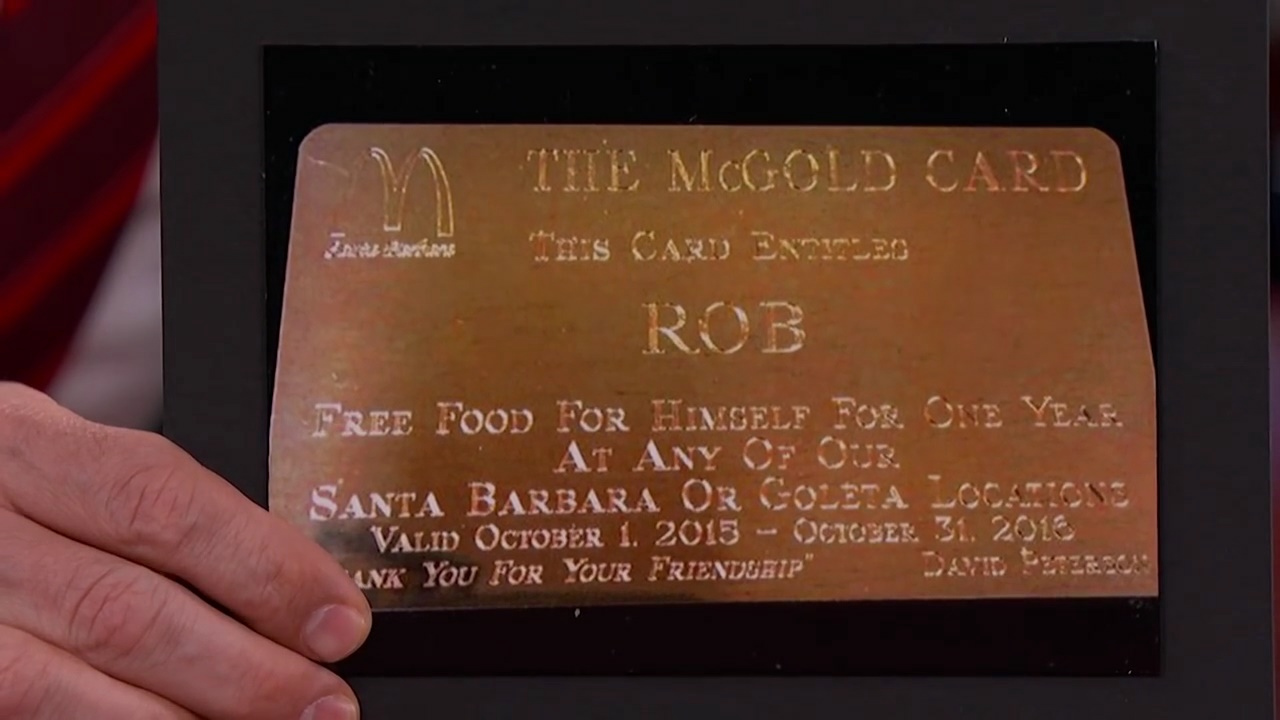 THE McGOLD CARD
THIS CARD ENTITLES
ROB
FREE FOOD FOR HIMSELF FOR ONE YEAR
AT ANY OF OUR
SANTA BARBARA OR GOLETA LOCATIONS
VALID OCTOBER 1, 2015 – OCTOBER 31, 2016
YOU FOR YOUR FRIENDSHIP" DAVID PETERSON